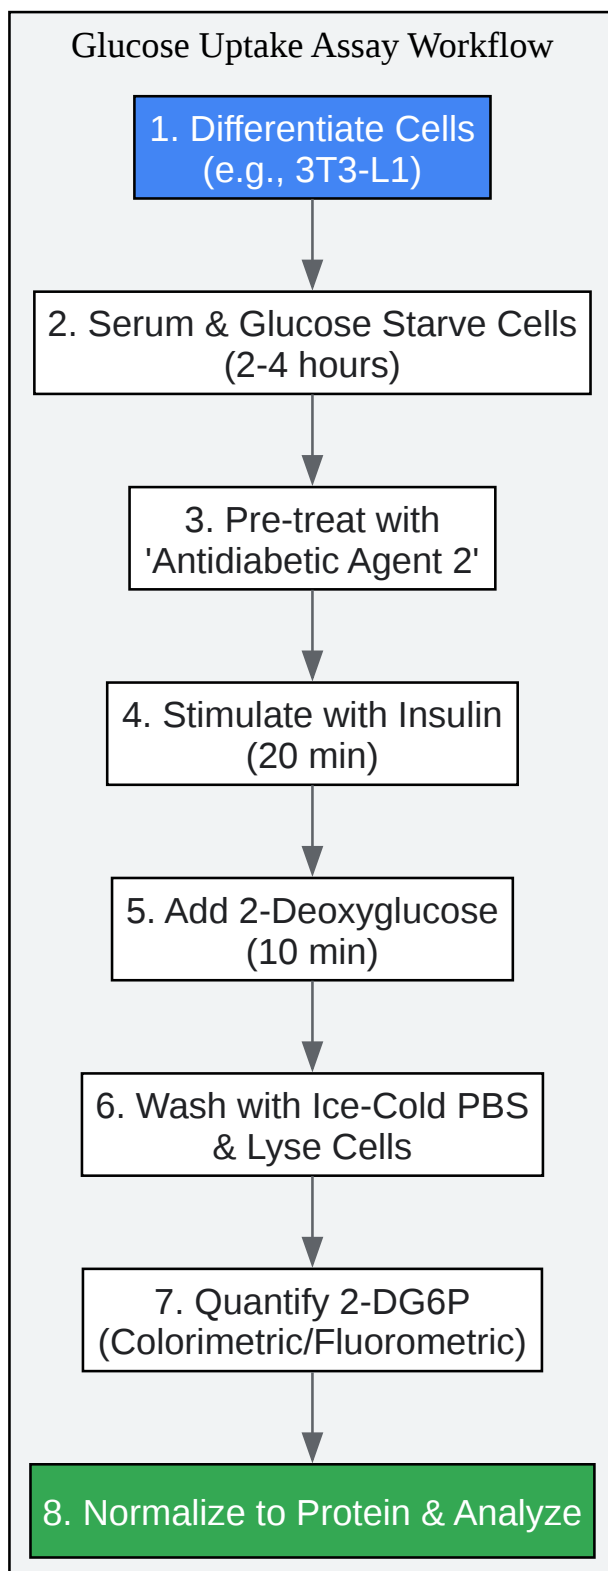 Glucose Uptake Assay Workflow
1. Differentiate Cells
(e.g., 3T3-L1)
2. Serum & Glucose Starve Cells
(2-4 hours)
3. Pre-treat with
'Antidiabetic Agent 2'
4. Stimulate with Insulin
(20 min)
5. Add 2-Deoxyglucose
(10 min)
6. Wash with Ice-Cold PBS
& Lyse Cells
7. Quantify 2-DG6P
(Colorimetric/Fluorometric)
8. Normalize to Protein & Analyze